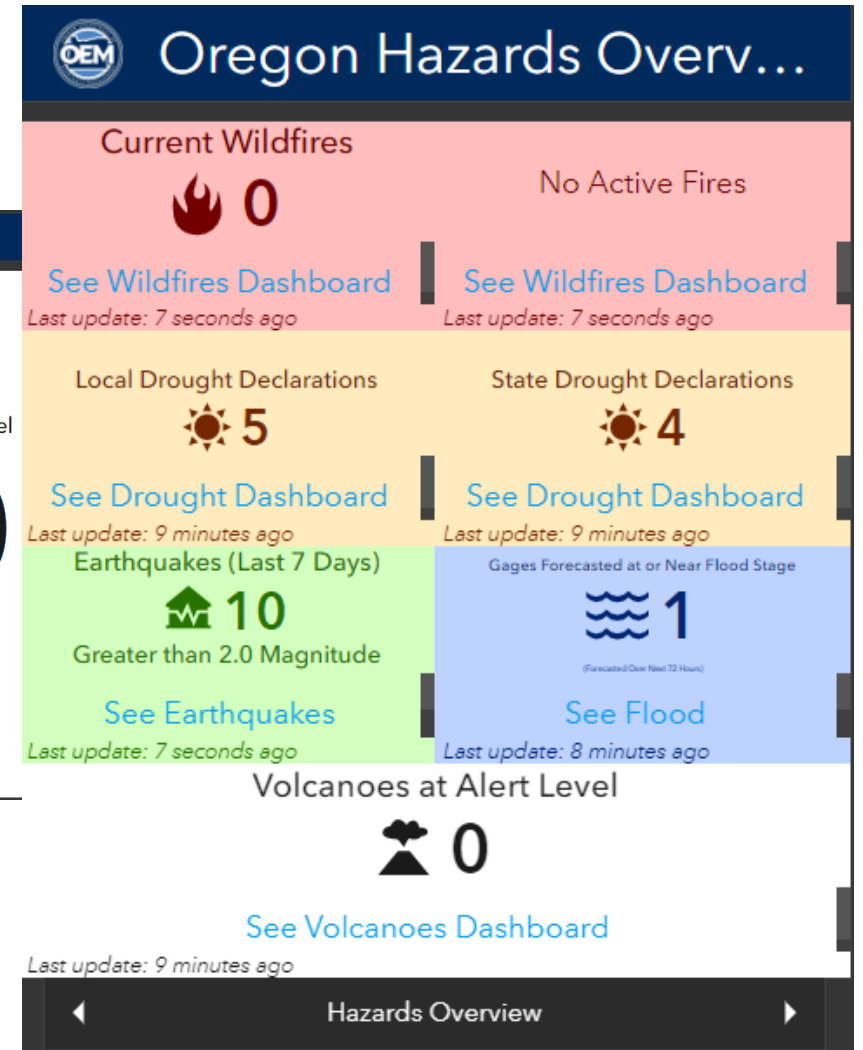 OEM
Oregon Hazards Overv...
Current Wildfires
0
See Wildfires Dashboard
Last update: 7 seconds ago
No Active Fires
See Wildfires Dashboard
Last update: 7 seconds ago
Local Drought Declarations
5
See Drought Dashboard
Last update: 9 minutes ago
State Drought Declarations
4
See Drought Dashboard
Last update: 9 minutes ago
Earthquakes (Last 7 Days)
10
Greater than 2.0 Magnitude
See Earthquakes
Last update: 7 seconds ago
Gages Forecasted at or Near Flood Stage
1
(Forecasted Over Next 72 Hours)
See Flood
Last update: 8 minutes ago
el
Volcanoes at Alert Level
0
See Volcanoes Dashboard
Last update: 9 minutes ago
Hazards Overview